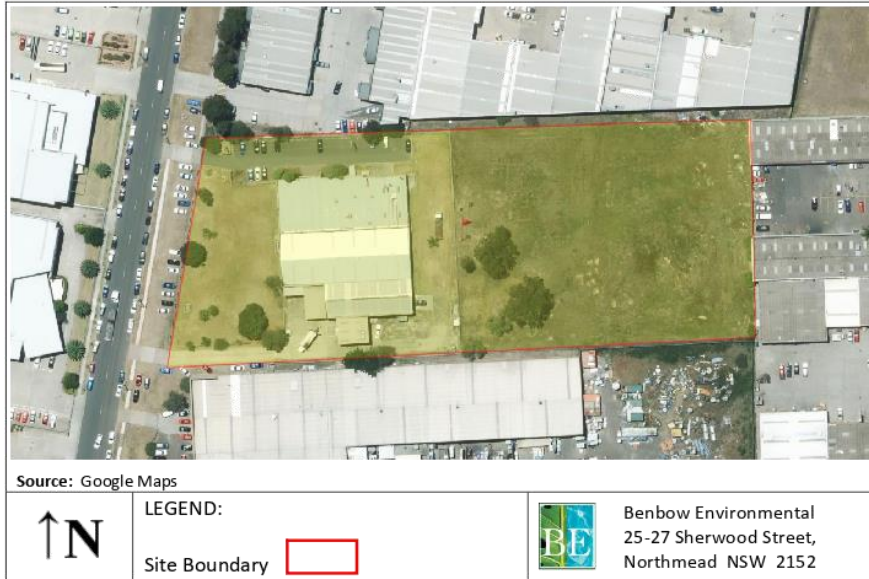 Source: Google Maps
↑N
LEGEND:
Site Boundary
BE
Benbow Environmental
25-27 Sherwood Street,
Northmead NSW 2152